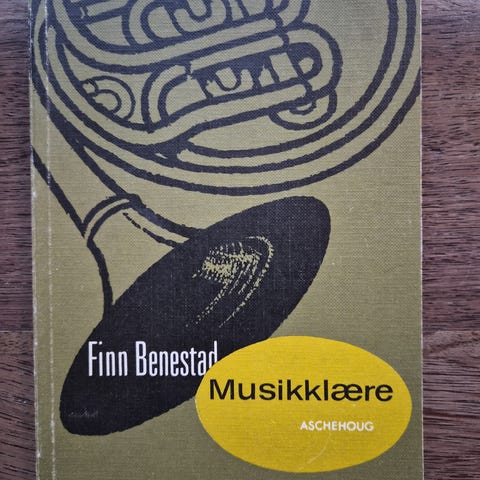 Finn Benestad
Musikklære
ASCHEHOUG